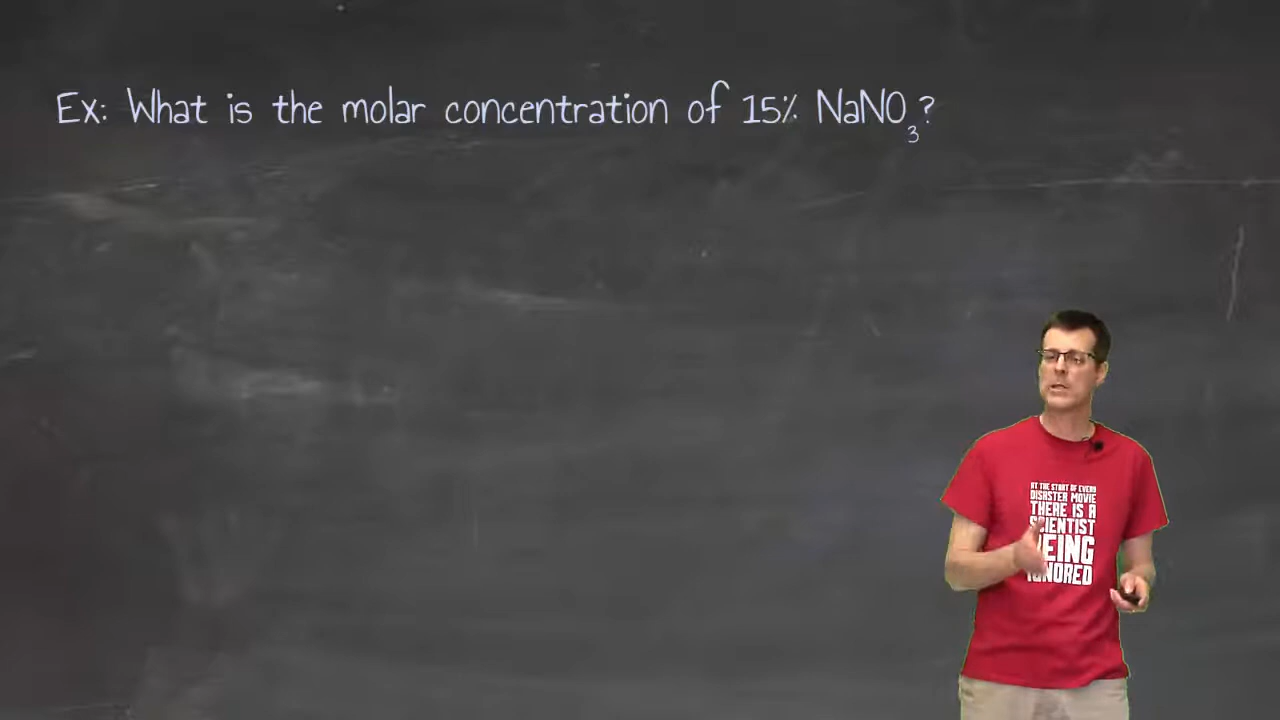 Ex: What is the molar concentration of 15% NaNO₃?
AT THE START OF EVERY
DISASTER MOVIE
THERE IS A
SCIENTIST
BEING
IGNORED